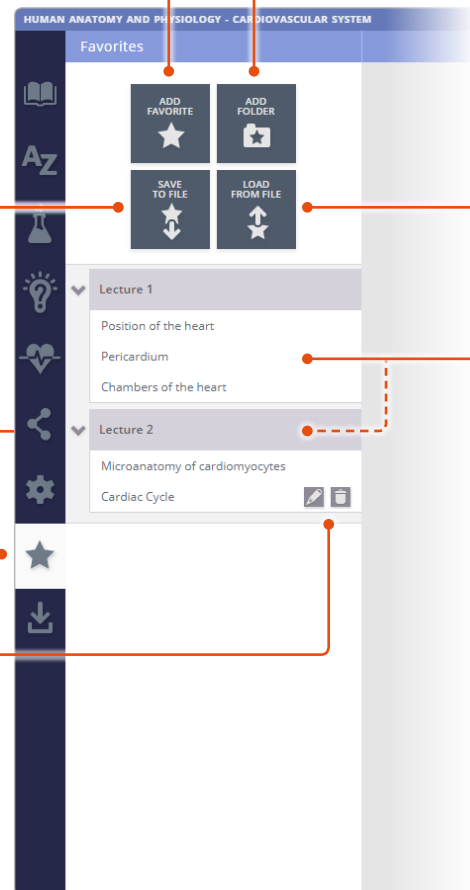 HUMAN ANATOMY AND PHYSIOLOGY - CARDIOVASCULAR SYSTEM
Favorites
ADD
FAVORITE
ADD
FOLDER
SAVE
TO FILE
LOAD
FROM FILE
AZ
Lecture 1
Position of the heart
Pericardium
Chambers of the heart
Lecture 2
Microanatomy of cardiomyocytes
Cardiac Cycle